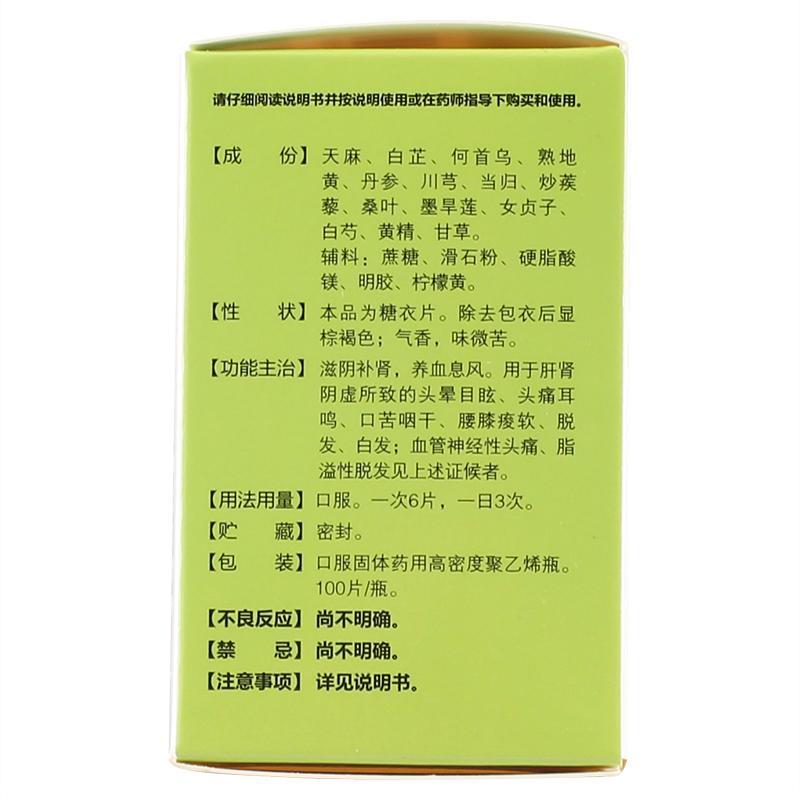 请仔细阅读说明书并按说明使用或在药师指导下购买和使用。
【成 份】天麻、白芷、何首乌、熟地
黄、丹参、川芎、当归、炒蒺
藜、桑叶、墨旱莲、女贞子、
白芍、黄精、甘草。
辅料：蔗糖、滑石粉、硬脂酸
镁、明胶、柠檬黄。
【性 状】本品为糖衣片。除去包衣后显
棕褐色；气香，味微苦。
【功能主治】滋阴补肾，养血息风。用于肝肾
阴虚所致的头晕目眩、头痛耳
鸣、口苦咽干、腰膝痠软、脱
发、白发；血管神经性头痛、脂
溢性脱发见上述证候者。
【用法用量】口服。一次6片，一日3次。
【贮 藏】密封。
【包 装】口服固体药用高密度聚乙烯瓶。
100片/瓶。
【不良反应】尚不明确。
【禁 忌】尚不明确。
【注意事项】详见说明书。